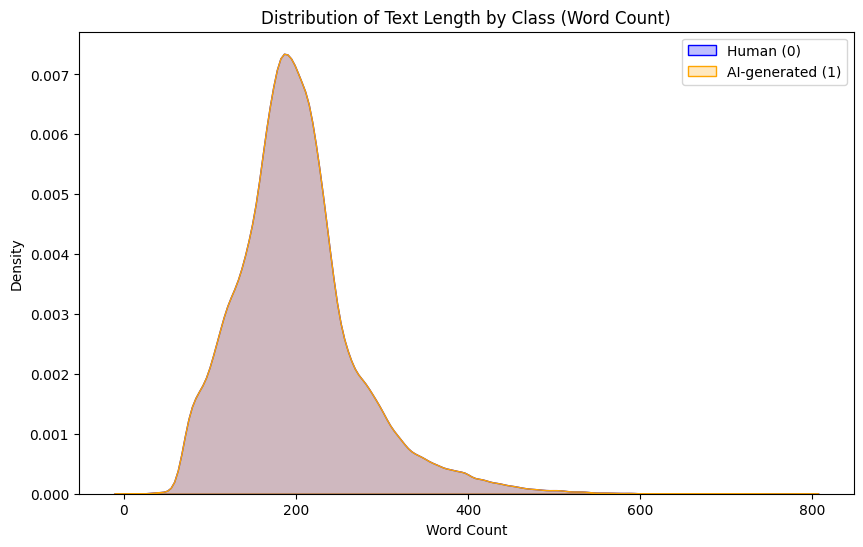 Distribution of Text Length by Class (Word Count)
Human (0)
AI-generated (1)
0.007
0.006
0.005
0.004
0.003
0.002
0.001
0.000
Density
0
200
400
600
800
Word Count